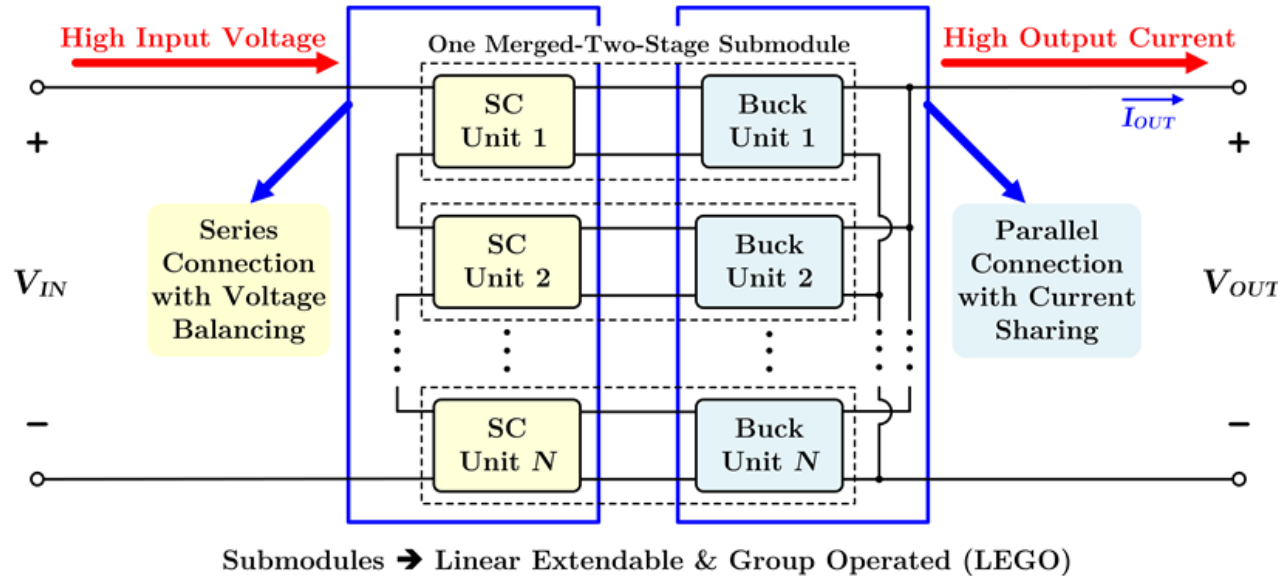 High Input Voltage
One Merged-Two-Stage Submodule
High Output Current
SC
Unit 1
Buck
Unit 1
I_OUT
+
+
Series
Connection
with Voltage
Balancing
SC
Unit 2
Buck
Unit 2
Parallel
Connection
with Current
Sharing
V_IN
V_OUT
−
−
SC
Unit N
Buck
Unit N
Submodules ➔ Linear Extendable & Group Operated (LEGO)